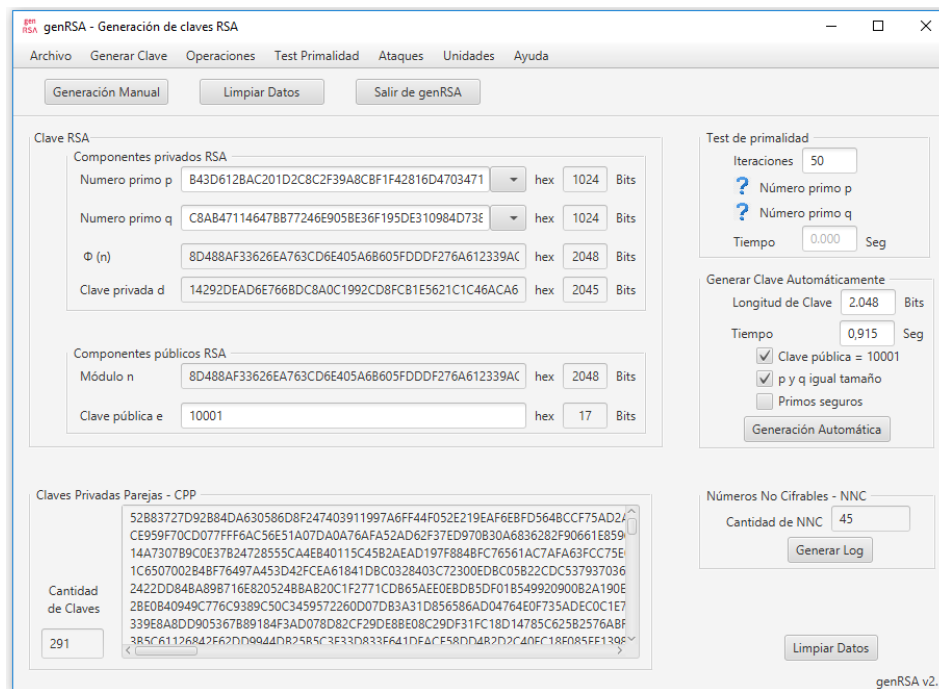 gen RSA genRSA - Generación de claves RSA
Archivo Generar Clave Operaciones Test Primalidad Ataques Unidades Ayuda
Generación Manual Limpiar Datos Salir de genRSA
Clave RSA
Componentes privados RSA
Numero primo p B43D612BAC201D2C8C2F39A8CBF1F42816D4703471 hex 1024 Bits
Numero primo q C8AB47114647BB77246E905BE36F195DE310984D738 hex 1024 Bits
Φ (n) 8D488AF33626EA763CD6E405A6B605FDDDF276A612339AC hex 2048 Bits
Clave privada d 14292DEAD6E766BDC8A0C1992CD8FCB1E5621C1C46ACA6 hex 2045 Bits
Componentes públicos RSA
Módulo n 8D488AF33626EA763CD6E405A6B605FDDDF276A612339AC hex 2048 Bits
Clave pública e 10001 hex 17 Bits
Test de primalidad
Iteraciones 50
? Número primo p
? Número primo q
Tiempo 0.000 Seg
Generar Clave Automáticamente
Longitud de Clave 2.048 Bits
Tiempo 0,915 Seg
Clave pública = 10001
p y q igual tamaño
Primos seguros
Generación Automática
Claves Privadas Parejas - CPP
Cantidad de Claves
291
52B83727D92B84DA630586D8F247403911997A6FF44F052E219EAF6EBFD564BCCF75AD2A
CE959F70CD077FFF6AC56E51A07DA0A76AFA52AD62F37ED970B30A6836282F90661E859
14A7307B9C0E37B24728555CA4EB40115C45B2AEAD197F884BFC76561AC7AFA63FCC75E
1C6507002B4BF76497A453D42FCEA61841DBC0328403C72300EDBC05B22CDC537937036
2422DD84BA89B716E820524BBAB20C1F2771CDB65AEE0EBDB5DF01B549920900B2A190E
2BE0B40949C776C9389C50C3459572260D07DB3A31D856586AD04764E0F735ADEC0C1E7
339E8A8DD905367B89184F3AD078D82CF29DE8BE08C29DF31FC18D14785C625B2576ABF
3B5C61126842F62DD9944DB25B5C3F33D833F641DFACF58DD4B2D2C40FC18F085FF1398
Números No Cifrables - NNC
Cantidad de NNC 45
Generar Log
Limpiar Datos
genRSA v2.